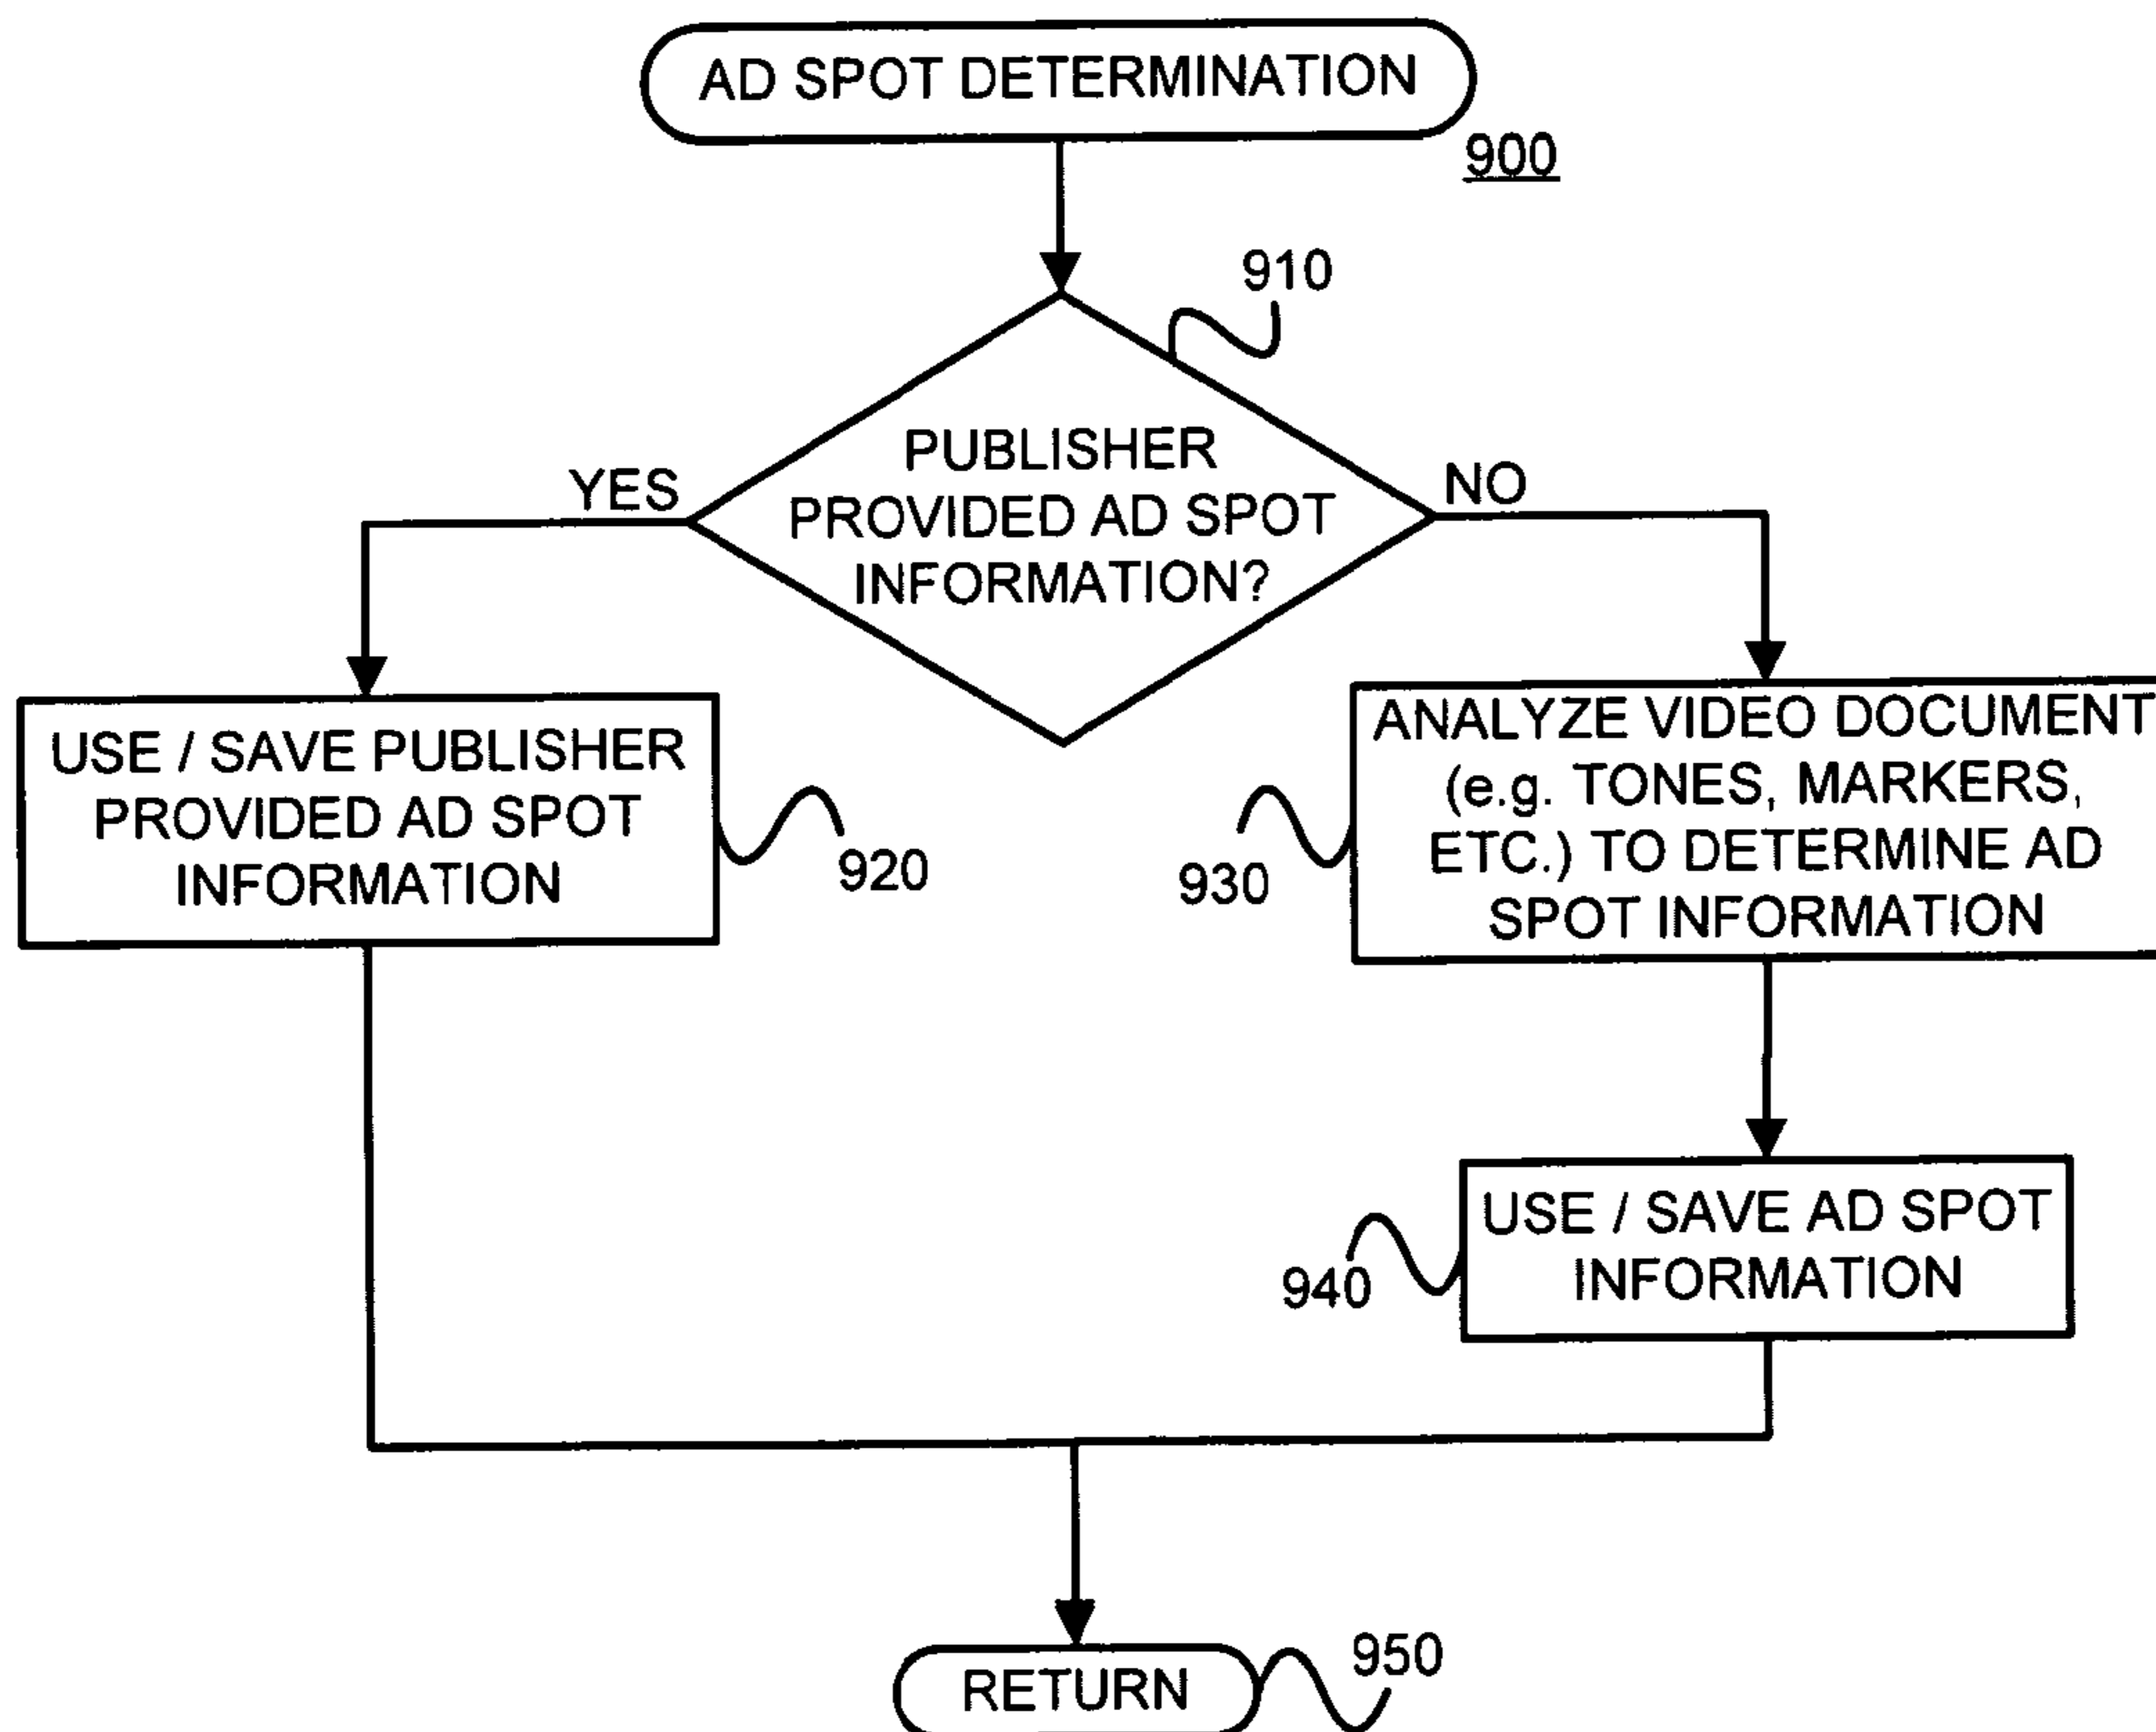 AD SPOT DETERMINATION
900
910
PUBLISHER
PROVIDED AD SPOT
INFORMATION?
YES
NO
USE / SAVE PUBLISHER
PROVIDED AD SPOT
INFORMATION
920
930
ANALYZE VIDEO DOCUMENT
(e.g. TONES, MARKERS,
ETC.) TO DETERMINE AD
SPOT INFORMATION
940
USE / SAVE AD SPOT
INFORMATION
RETURN
950